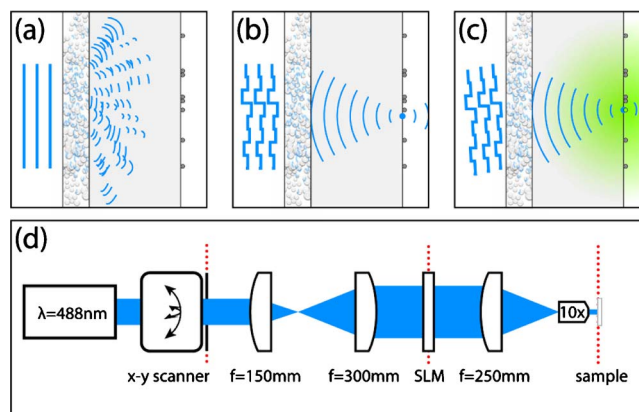 (a)
(b)
(c)
(d)
λ=488nm
10x
x-y scanner
f=150mm
f=300mm
SLM
f=250mm
sample